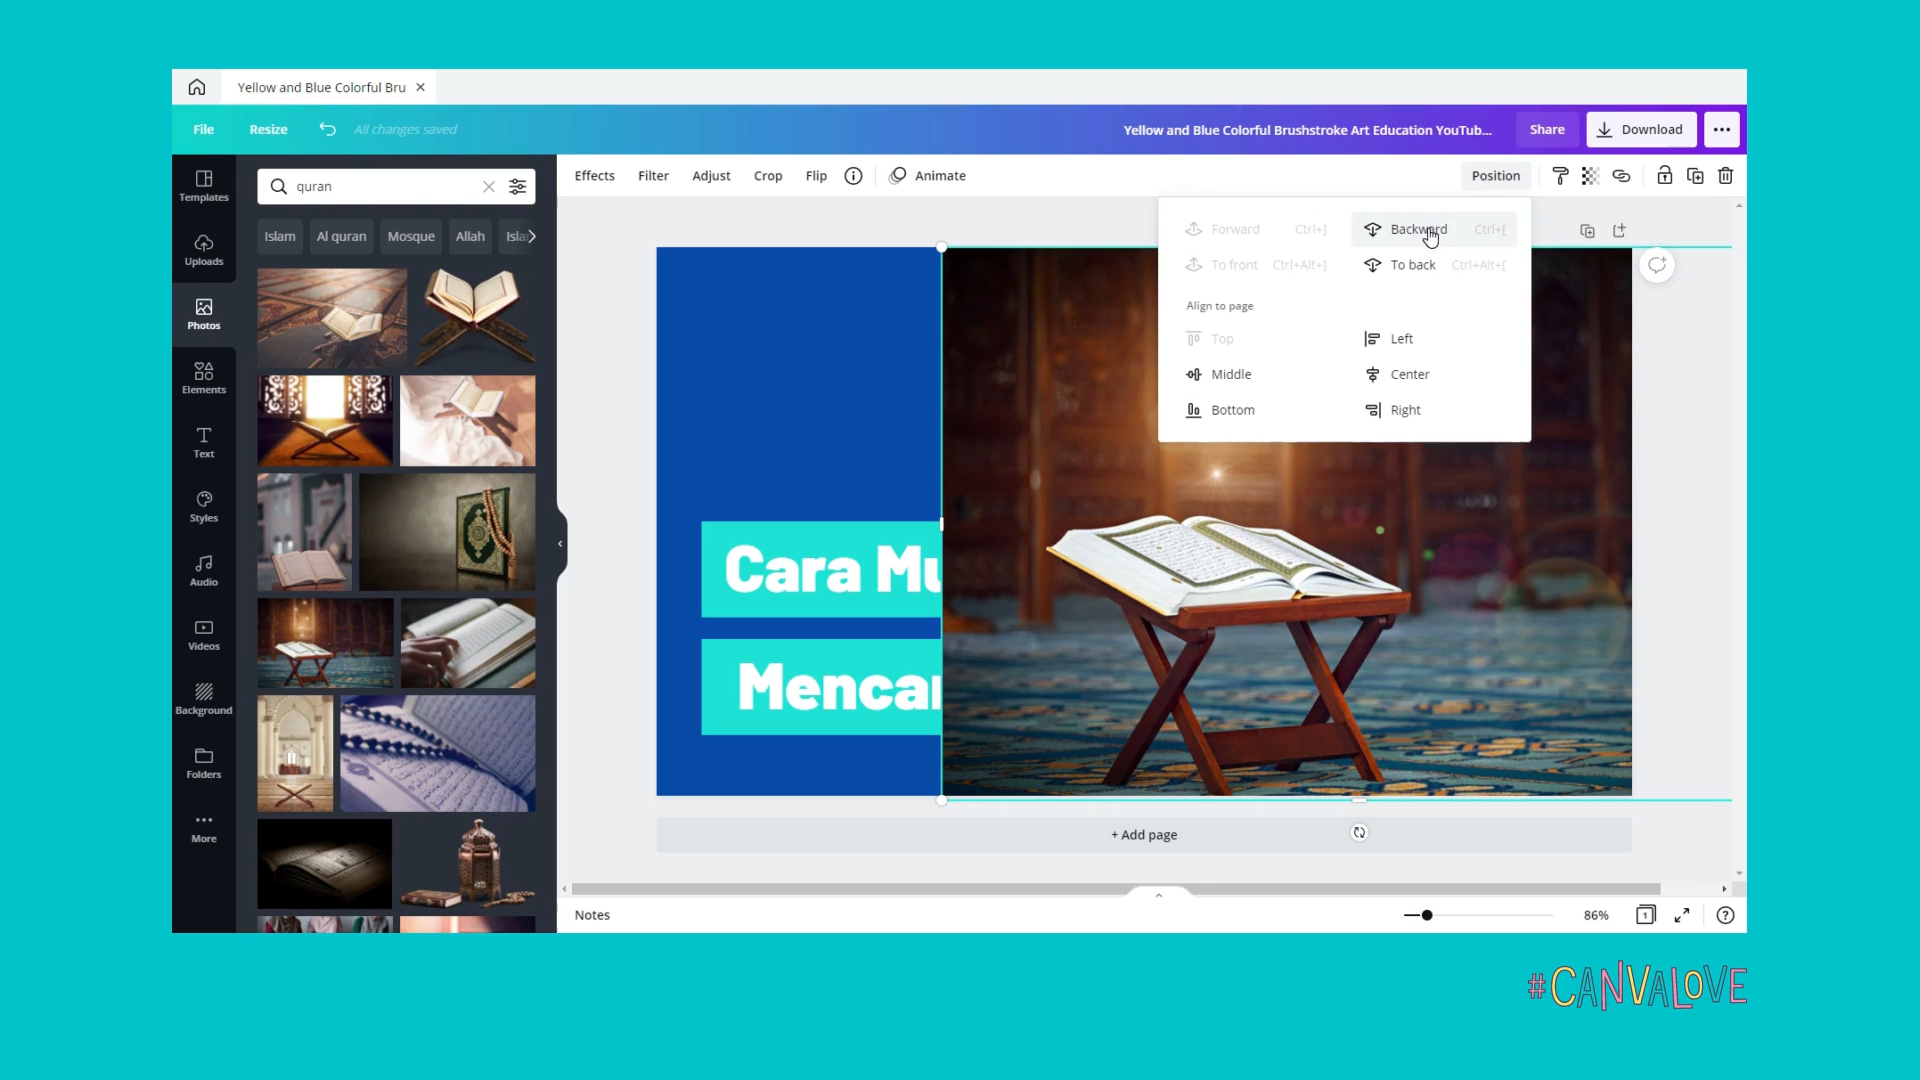 Yellow and Blue Colorful Bru
File Resize All changes saved Yellow and Blue Colorful Brushstroke Art Education YouTub... Share Download
quran
Effects Filter Adjust Crop Flip Animate Position
Templates
Uploads
Photos
Elements
Text
Styles
Audio
Videos
Background
Folders
More
Islam Al quran Mosque Allah Isla
Forward Ctrl+] Backward Ctrl+[
To front Ctrl+Alt+] To back Ctrl+Alt+[
Align to page
Top Left
Middle Center
Bottom Right
Cara Mu
Mencar
+ Add page
Notes 86% 1
#CANVALOVE